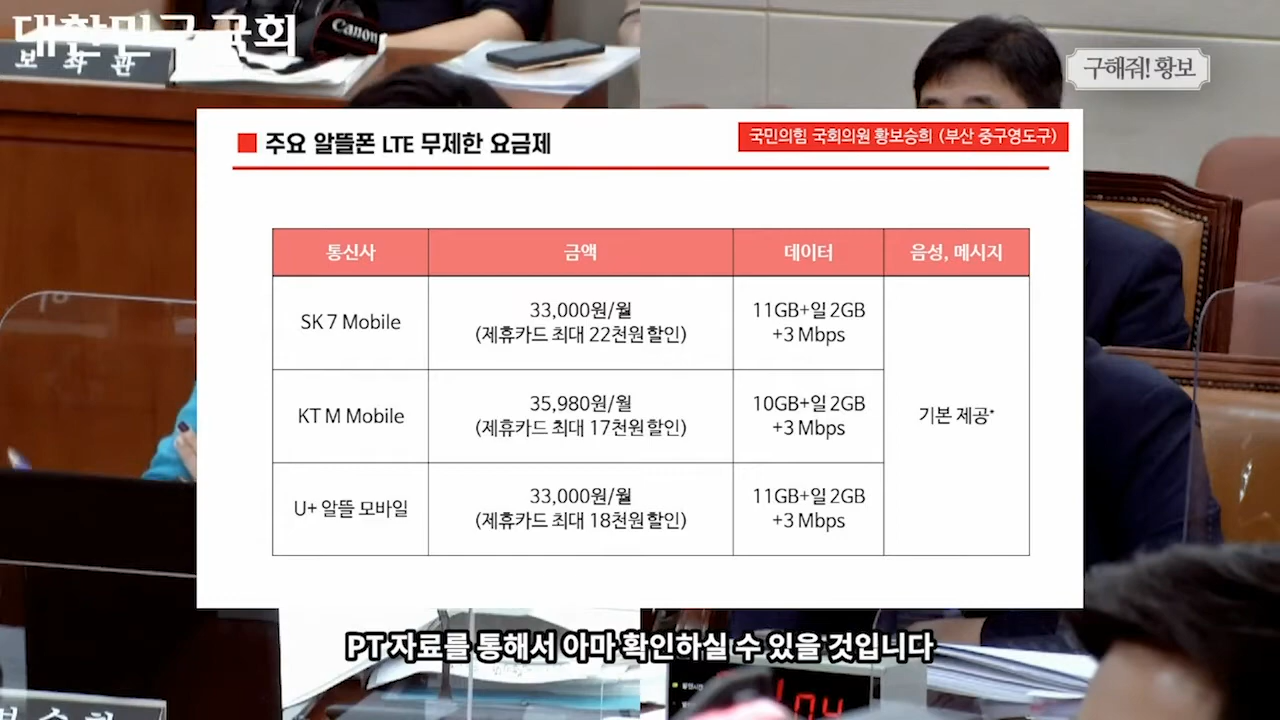 대한민국 국회
보 좌 관
Canon
구해줘! 황보
주요 알뜰폰 LTE 무제한 요금제
국민의힘 국회의원 황보승희 (부산 중구영도구)
통신사 금액 데이터 음성, 메시지
SK 7 Mobile
33,000원/월
(제휴카드 최대 22천원 할인)
11GB+일 2GB
+3 Mbps
KT M Mobile
35,980원/월
(제휴카드 최대 17천원 할인)
10GB+일 2GB
+3 Mbps
기본 제공*
U+ 알뜰 모바일
33,000원/월
(제휴카드 최대 18천원 할인)
11GB+일 2GB
+3 Mbps
PT 자료를 통해서 아마 확인하실 수 있을 것입니다